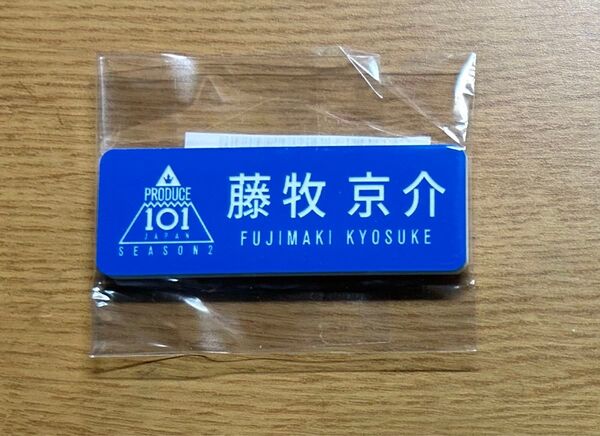 PRODUCE
101
JAPAN
SEASON2
藤牧 京介
FUJIMAKI KYOSUKE